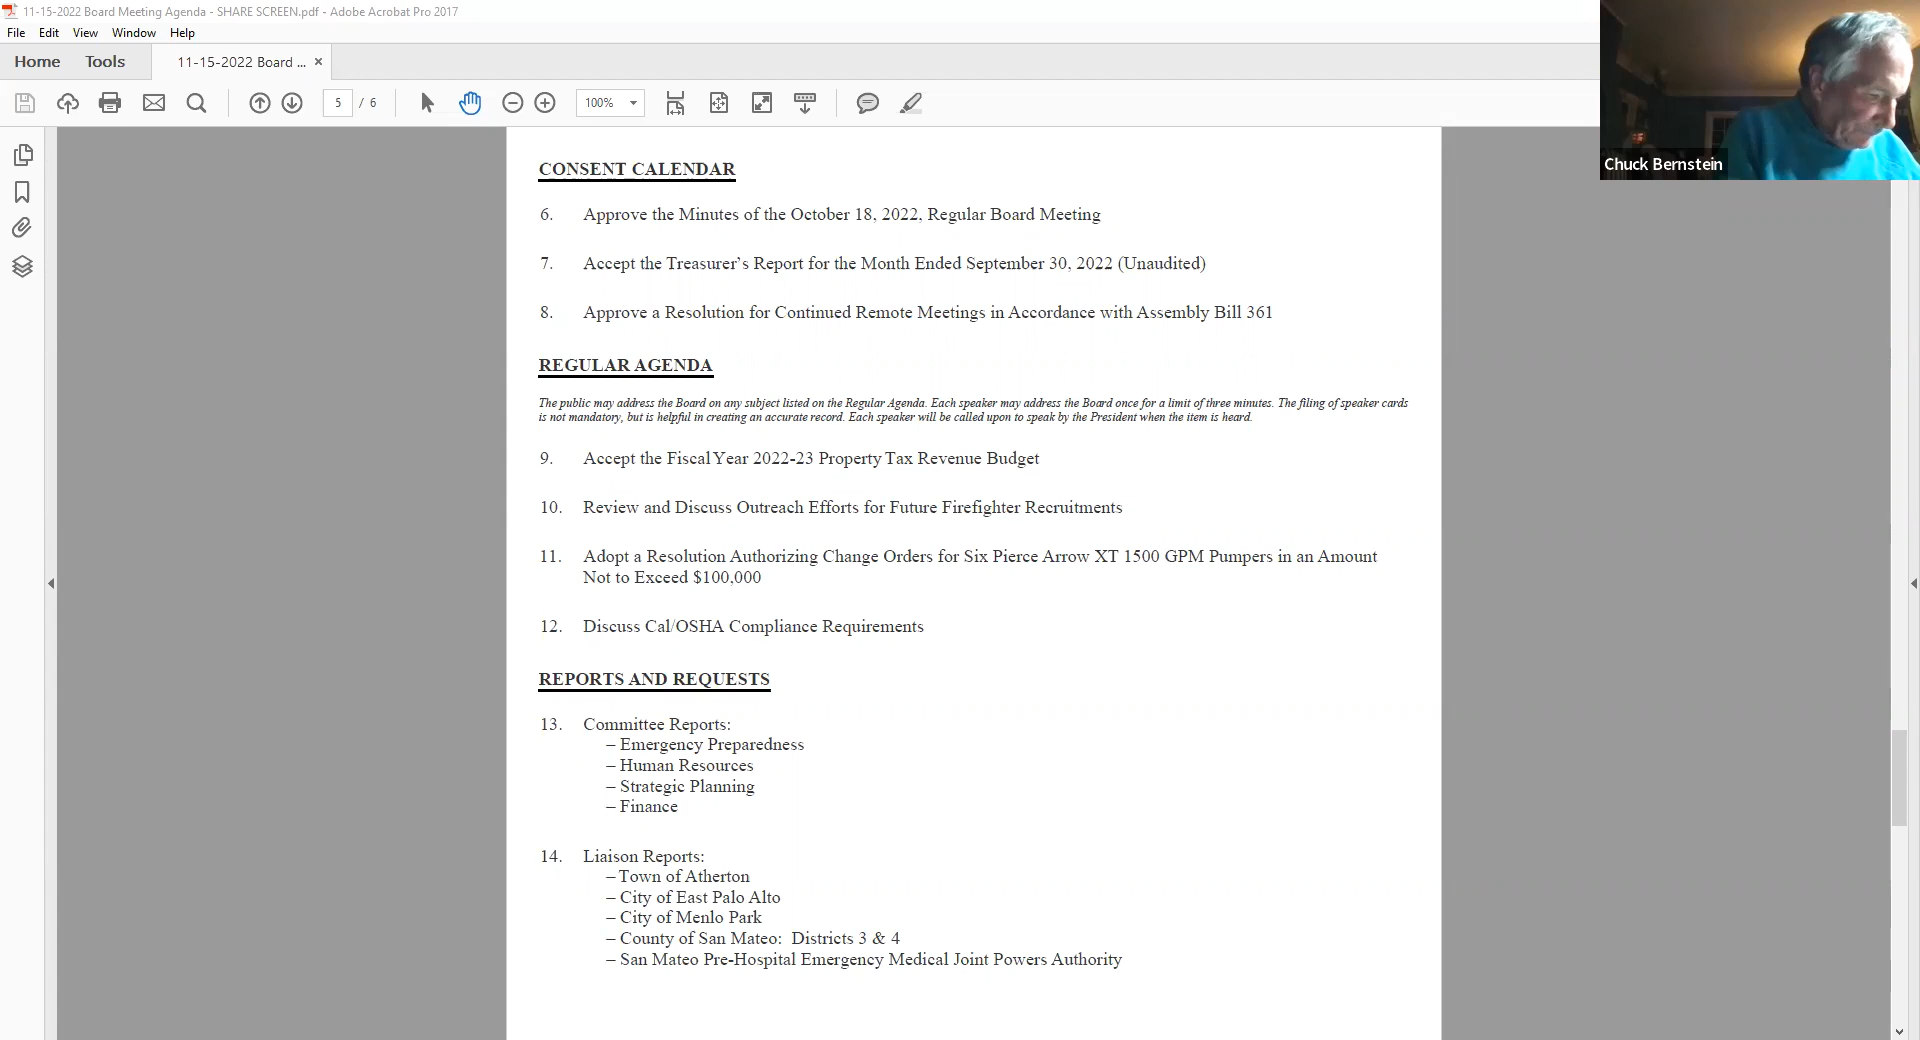 11-15-2022 Board Meeting Agenda - SHARE SCREEN.pdf - Adobe Acrobat Pro 2017
File Edit View Window Help
Home Tools 11-15-2022 Board ... ×
5 / 6 100%
Chuck Bernstein
CONSENT CALENDAR
6. Approve the Minutes of the October 18, 2022, Regular Board Meeting
7. Accept the Treasurer’s Report for the Month Ended September 30, 2022 (Unaudited)
8. Approve a Resolution for Continued Remote Meetings in Accordance with Assembly Bill 361
REGULAR AGENDA
The public may address the Board on any subject listed on the Regular Agenda. Each speaker may address the Board once for a limit of three minutes. The filing of speaker cards
is not mandatory, but is helpful in creating an accurate record. Each speaker will be called upon to speak by the President when the item is heard.
9. Accept the Fiscal Year 2022-23 Property Tax Revenue Budget
10. Review and Discuss Outreach Efforts for Future Firefighter Recruitments
11. Adopt a Resolution Authorizing Change Orders for Six Pierce Arrow XT 1500 GPM Pumpers in an Amount
Not to Exceed $100,000
12. Discuss Cal/OSHA Compliance Requirements
REPORTS AND REQUESTS
13. Committee Reports:
– Emergency Preparedness
– Human Resources
– Strategic Planning
– Finance
14. Liaison Reports:
– Town of Atherton
– City of East Palo Alto
– City of Menlo Park
– County of San Mateo: Districts 3 & 4
– San Mateo Pre-Hospital Emergency Medical Joint Powers Authority